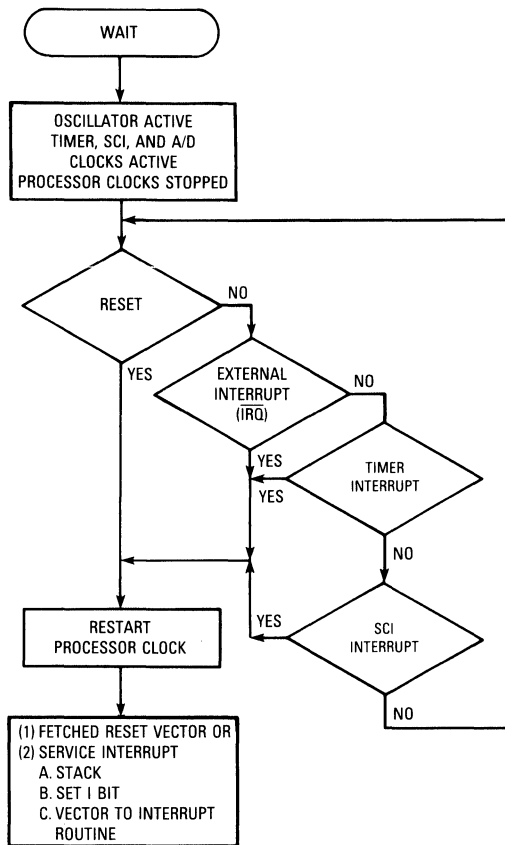 WAIT
OSCILLATOR ACTIVE
TIMER, SCI, AND A/D
CLOCKS ACTIVE
PROCESSOR CLOCKS STOPPED
RESET
NO
YES
EXTERNAL
INTERRUPT
(IRQ)
NO
YES
YES
TIMER
INTERRUPT
NO
YES
SCI
INTERRUPT
NO
RESTART
PROCESSOR CLOCK
(1) FETCHED RESET VECTOR OR
(2) SERVICE INTERRUPT
A. STACK
B. SET I BIT
C. VECTOR TO INTERRUPT
ROUTINE